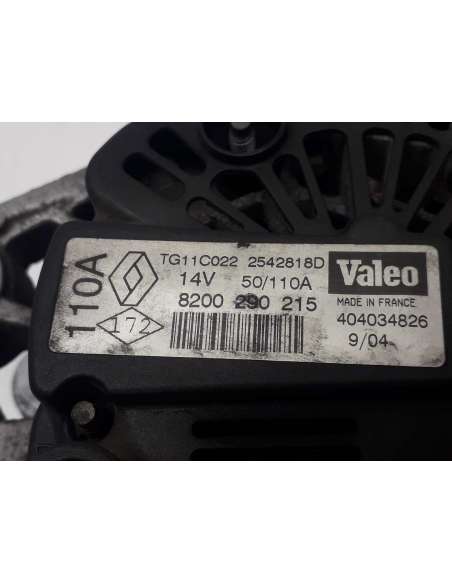 110A
172
TG11C022 2542818D
14V 50/110A
8200 290 215
Valeo
MADE IN FRANCE
404034826
9/04